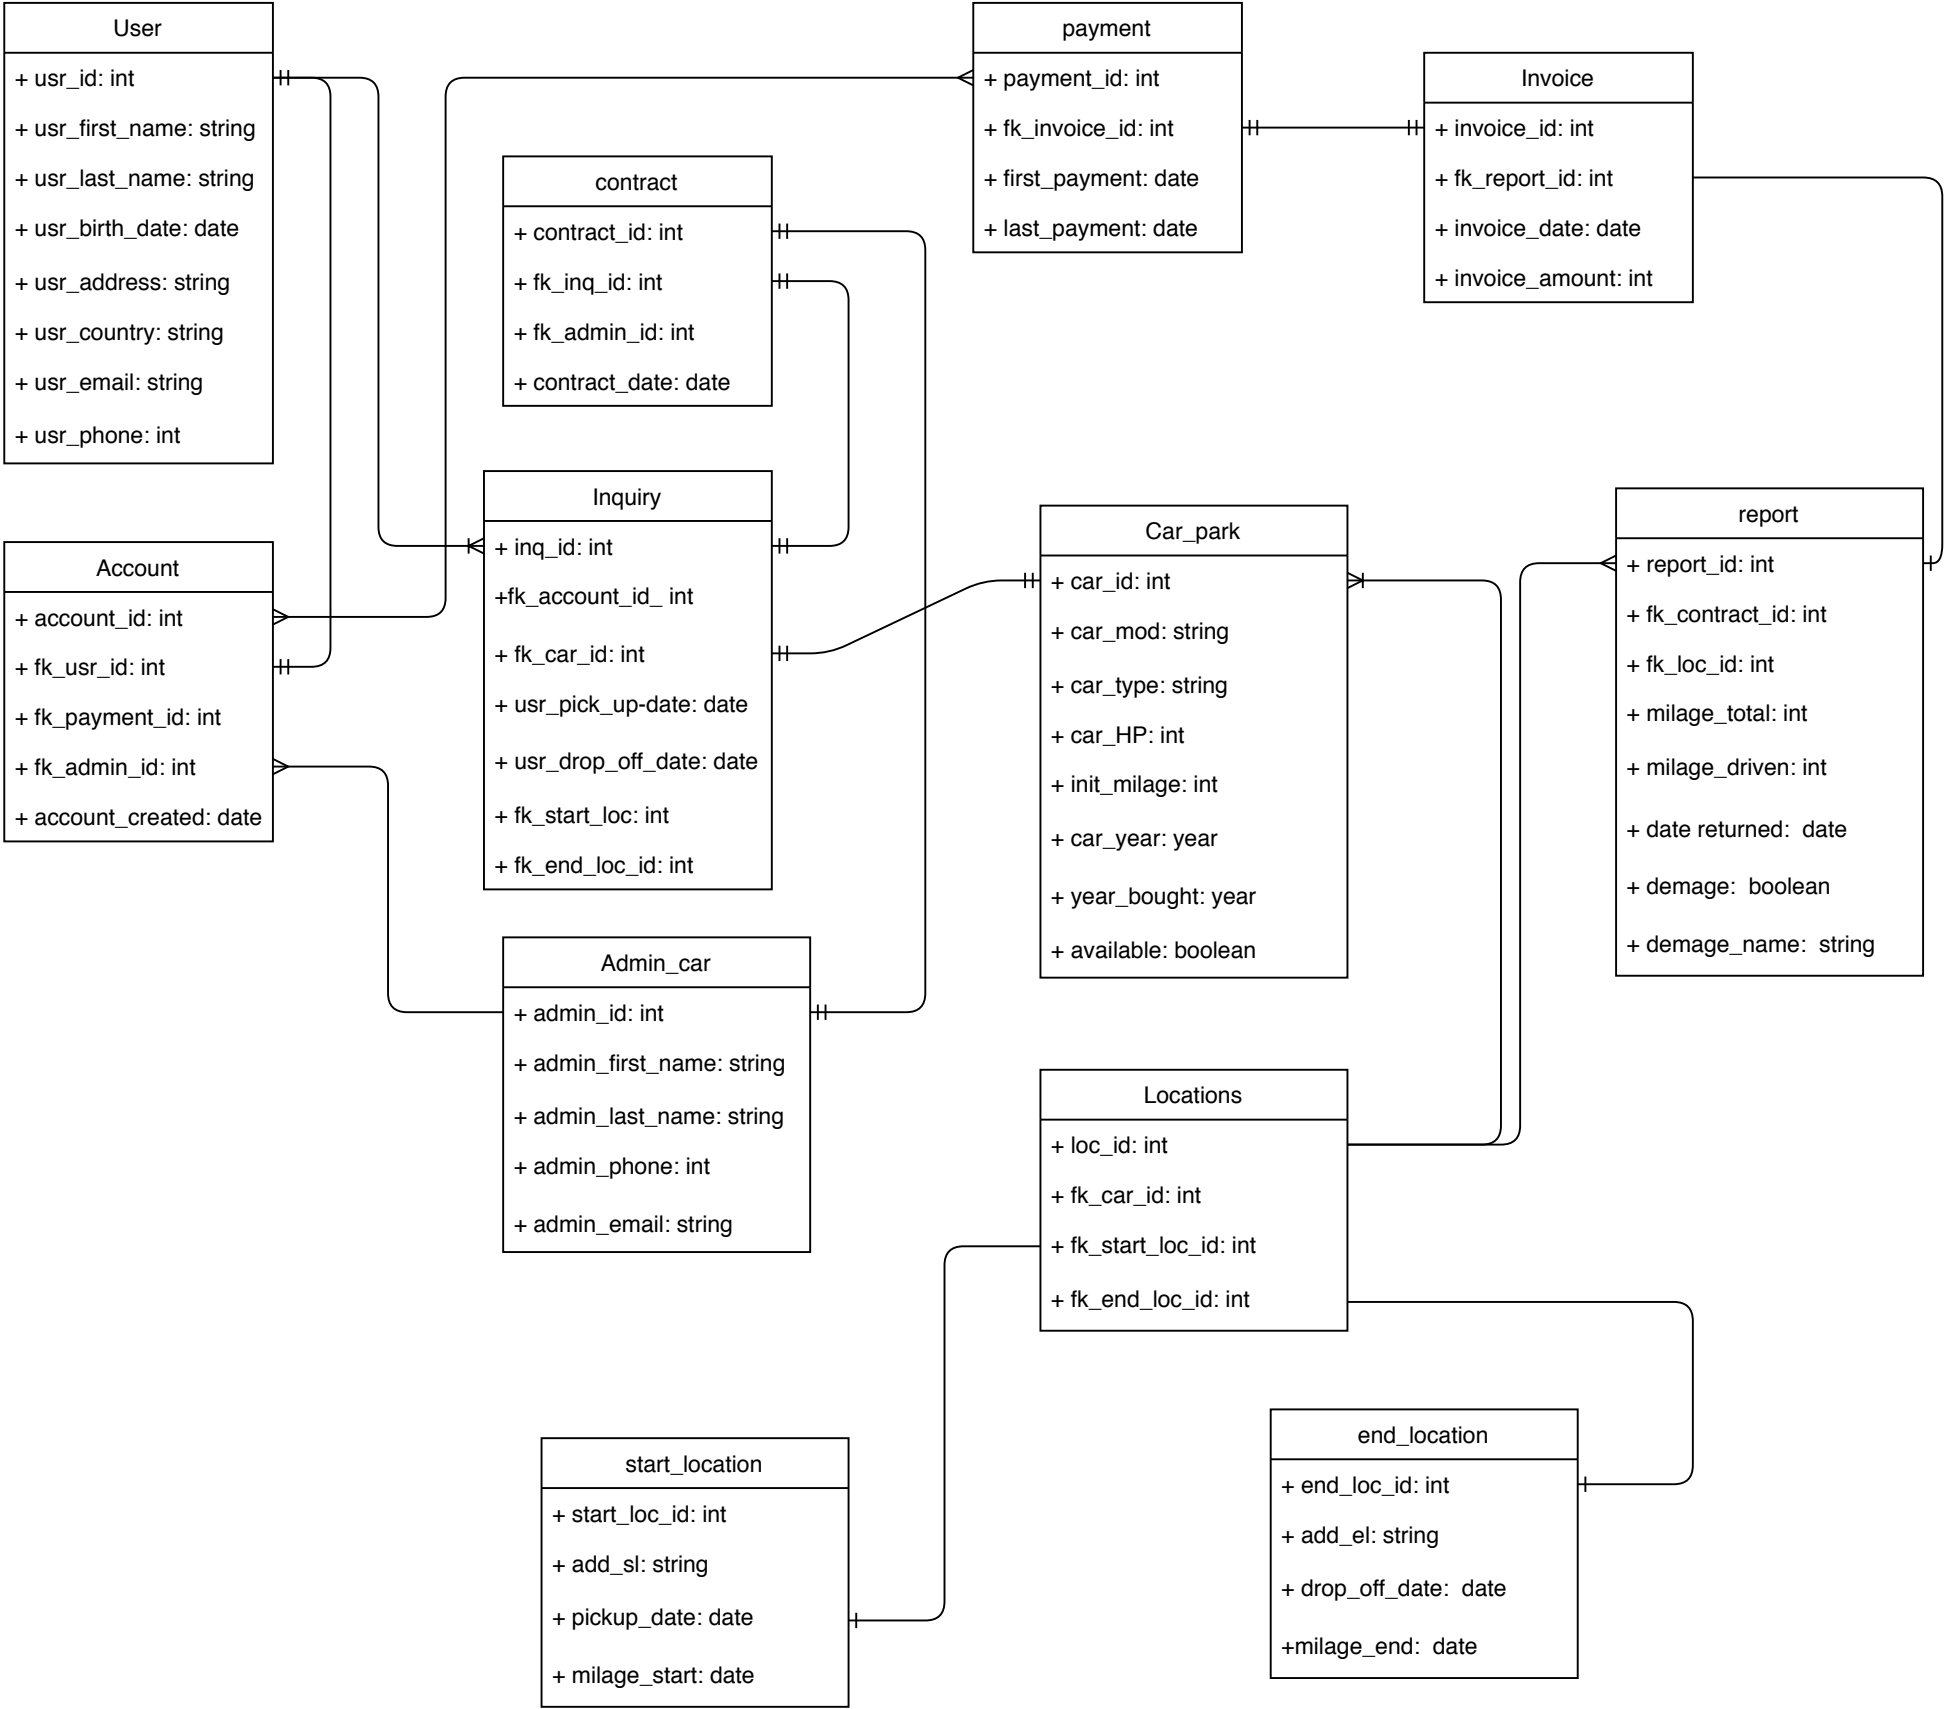 User
+ usr_id: int
+ usr_first_name: string
+ usr_last_name: string
+ usr_birth_date: date
+ usr_address: string
+ usr_country: string
+ usr_email: string
+ usr_phone: int
payment
+ payment_id: int
+ fk_invoice_id: int
+ first_payment: date
+ last_payment: date
Invoice
+ invoice_id: int
+ fk_report_id: int
+ invoice_date: date
+ invoice_amount: int
contract
+ contract_id: int
+ fk_inq_id: int
+ fk_admin_id: int
+ contract_date: date
Account
+ account_id: int
+ fk_usr_id: int
+ fk_payment_id: int
+ fk_admin_id: int
+ account_created: date
Inquiry
+ inq_id: int
+fk_account_id_ int
+ fk_car_id: int
+ usr_pick_up-date: date
+ usr_drop_off_date: date
+ fk_start_loc: int
+ fk_end_loc_id: int
Car_park
+ car_id: int
+ car_mod: string
+ car_type: string
+ car_HP: int
+ init_milage: int
+ car_year: year
+ year_bought: year
+ available: boolean
report
+ report_id: int
+ fk_contract_id: int
+ fk_loc_id: int
+ milage_total: int
+ milage_driven: int
+ date returned:  date
+ demage:  boolean
+ demage_name:  string
Admin_car
+ admin_id: int
+ admin_first_name: string
+ admin_last_name: string
+ admin_phone: int
+ admin_email: string
Locations
+ loc_id: int
+ fk_car_id: int
+ fk_start_loc_id: int
+ fk_end_loc_id: int
start_location
+ start_loc_id: int
+ add_sl: string
+ pickup_date: date
+ milage_start: date
end_location
+ end_loc_id: int
+ add_el: string
+ drop_off_date:  date
+milage_end:  date